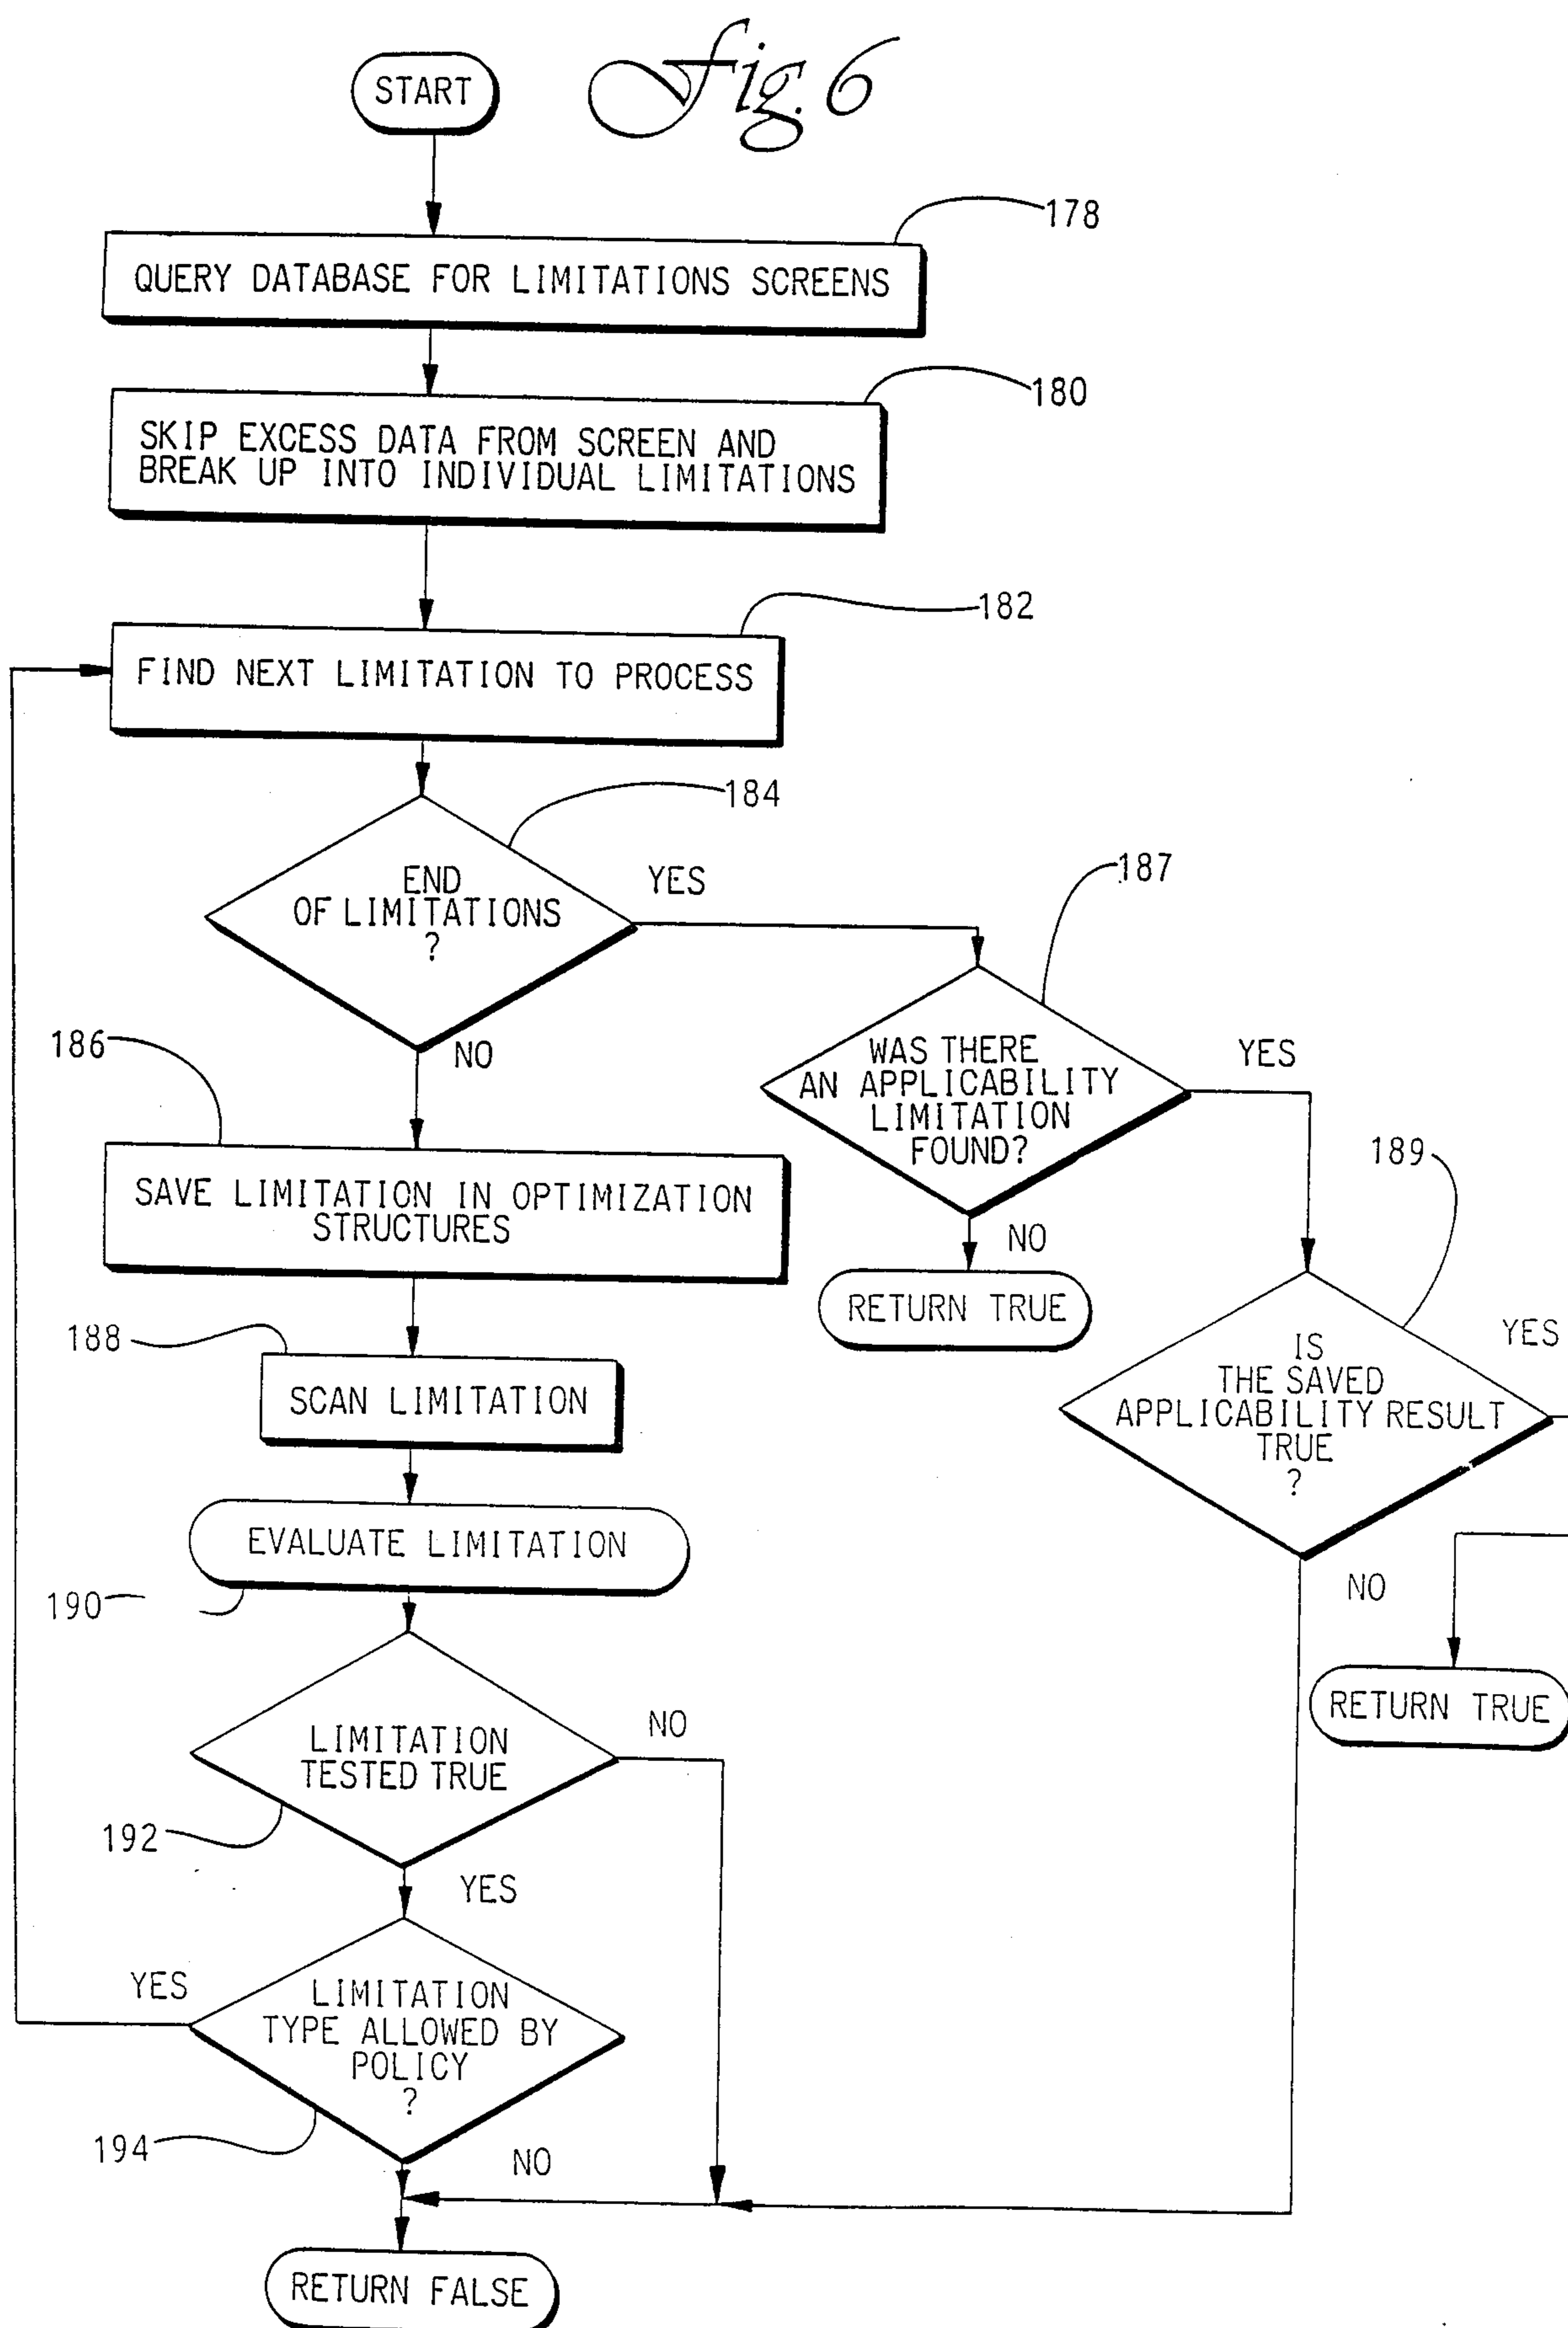 START
Fig. 6
178
QUERY DATABASE FOR LIMITATIONS SCREENS
180
SKIP EXCESS DATA FROM SCREEN AND
BREAK UP INTO INDIVIDUAL LIMITATIONS
182
FIND NEXT LIMITATION TO PROCESS
184
END
OF LIMITATIONS
?
YES
187
NO
186
WAS THERE
AN APPLICABILITY
LIMITATION
FOUND?
YES
189
SAVE LIMITATION IN OPTIMIZATION
STRUCTURES
NO
RETURN TRUE
188
SCAN LIMITATION
IS
THE SAVED
APPLICABILITY RESULT
TRUE
?
YES
EVALUATE LIMITATION
190
NO
RETURN TRUE
LIMITATION
TESTED TRUE
NO
192
YES
YES
LIMITATION
TYPE ALLOWED BY
POLICY
?
194
NO
RETURN FALSE